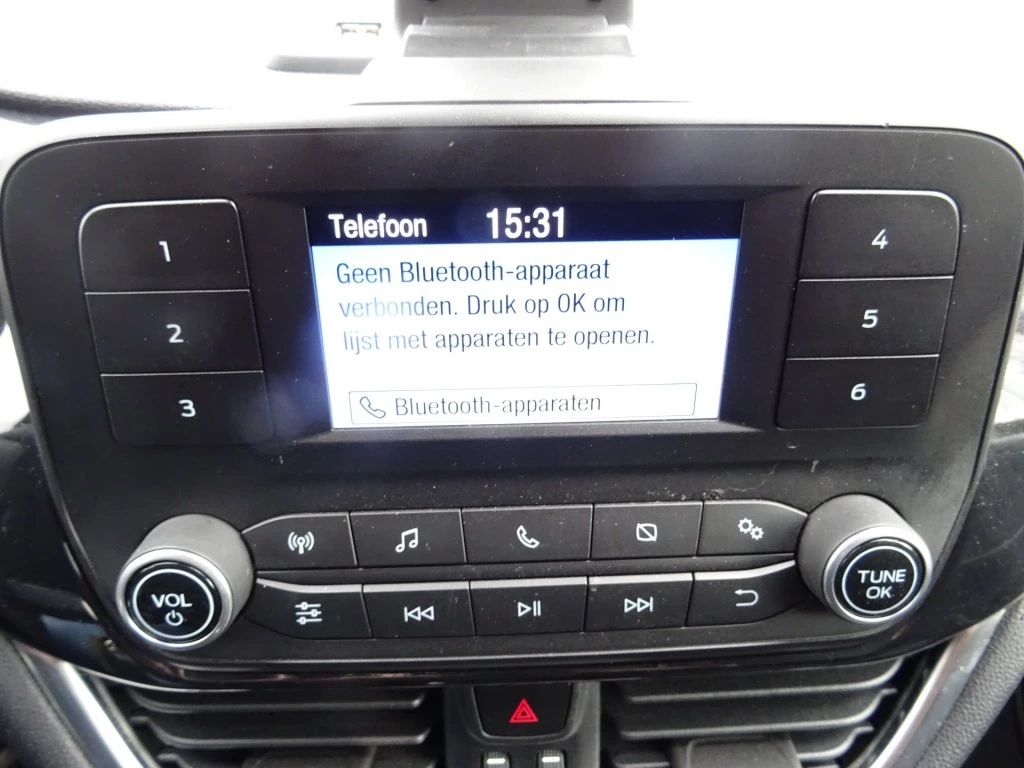 Telefoon 15:31
Geen Bluetooth-apparaat
verbonden. Druk op OK om
lijst met apparaten te openen.
Bluetooth-apparaten
1
2
3
4
5
6
VOL
TUNE
OK